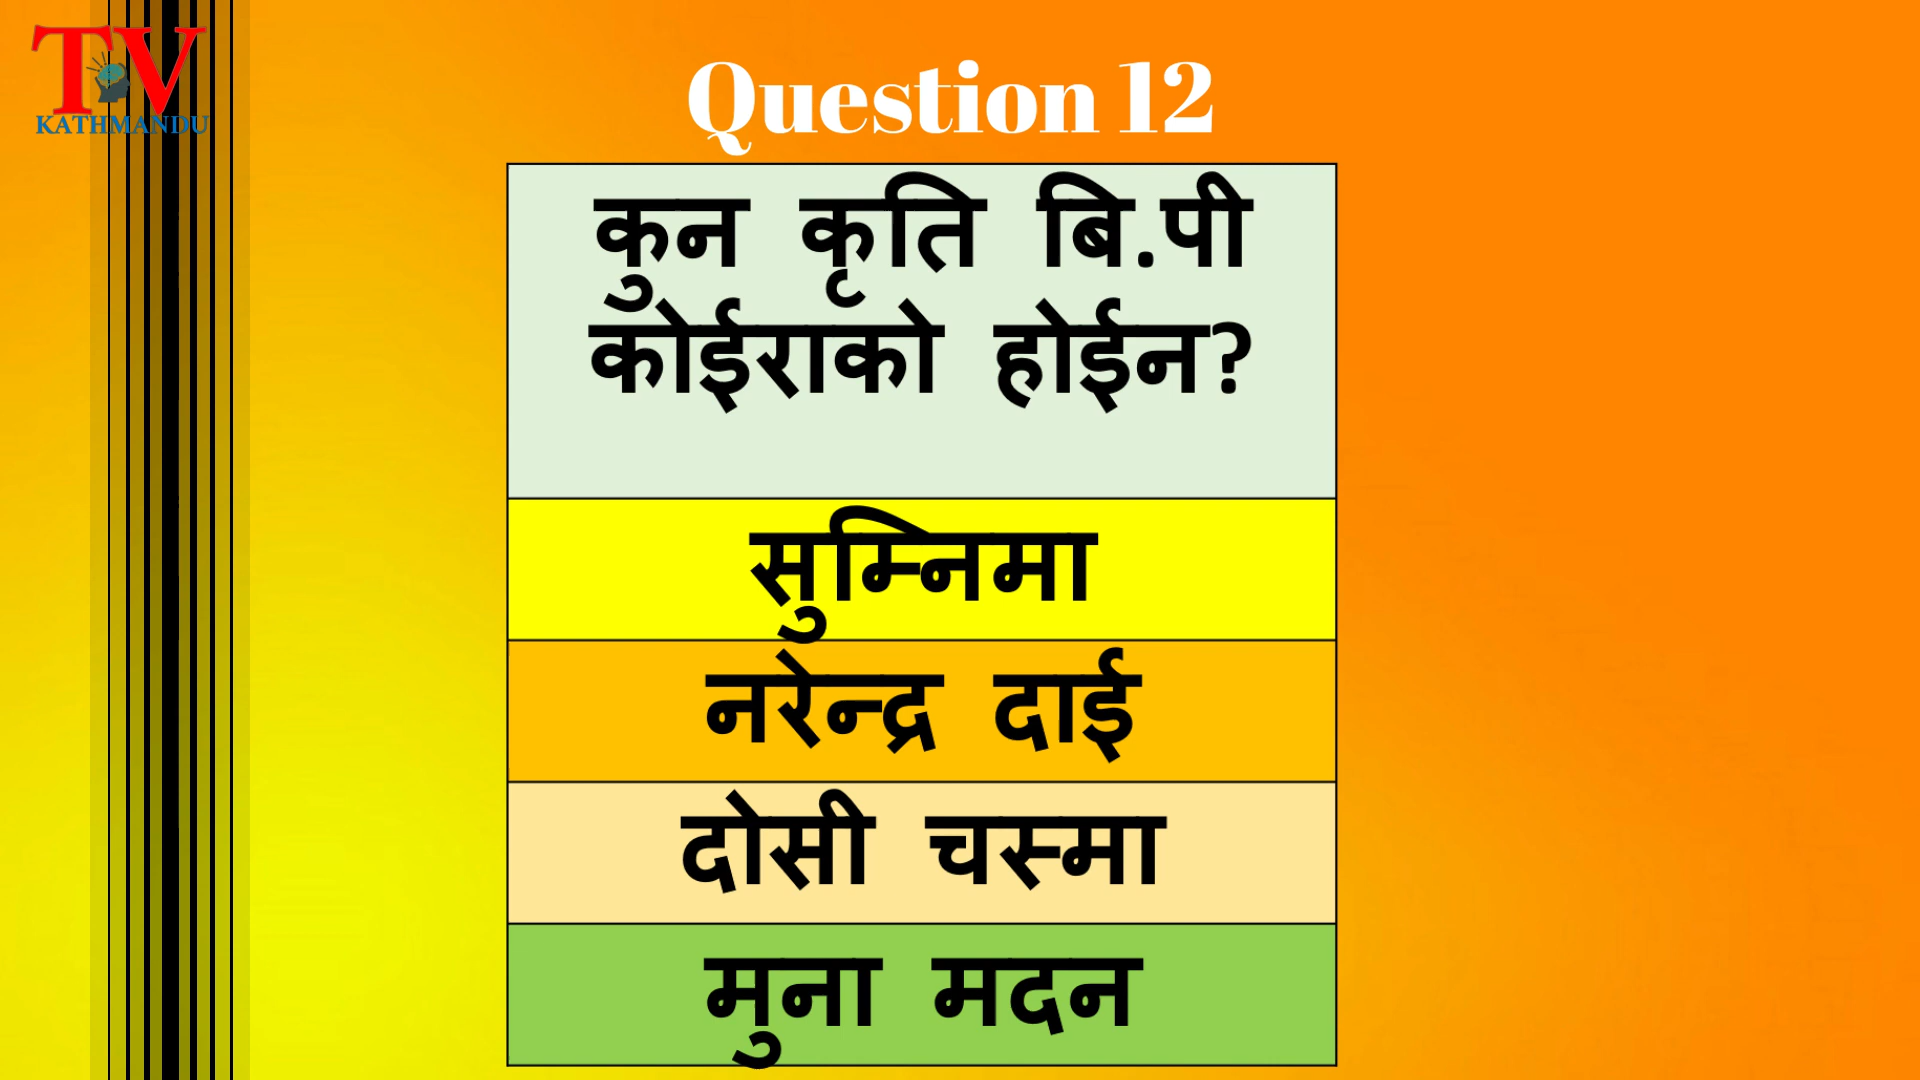 TV
KATHMANDU
Question 12
कुन कृति बि.पी
कोईराको होईन?
सुम्निमा
नरेन्द्र दाई
दोसी चस्मा
मुना मदन